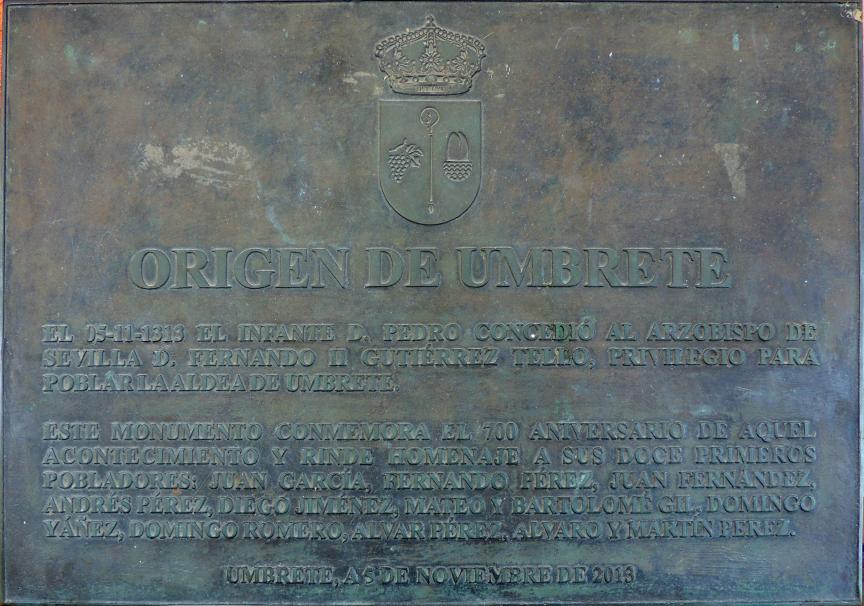 ORIGEN DE UMBRETE
EL 05-11-1313 EL INFANTE D. PEDRO CONCEDIÓ AL ARZOBISPO DE
SEVILLA D. FERNANDO II GUTIÉRREZ TELLO, PRIVILEGIO PARA
POBLAR LA ALDEA DE UMBRETE.
ESTE MONUMENTO CONMEMORA EL 700 ANIVERSARIO DE AQUEL
ACONTECIMIENTO Y RINDE HOMENAJE A SUS DOCE PRIMEROS
POBLADORES: JUAN GARCÍA, FERNANDO PÉREZ, JUAN FERNÁNDEZ,
ANDRÉS PÉREZ, DIEGO JIMÉNEZ, MATEO Y BARTOLOMÉ GIL, DOMINGO
YÁÑEZ, DOMINGO ROMERO, ALVAR PÉREZ, ALVARO Y MARTÍN PEREZ.
UMBRETE, A 5 DE NOVIEMBRE DE 2013